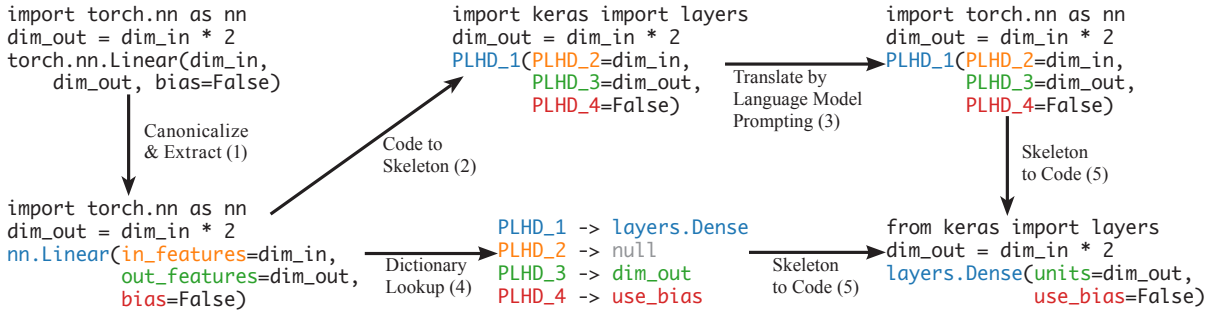 import torch.nn as nn
dim_out = dim_in * 2
torch.nn.Linear(dim_in,
dim_out, bias=False)
Canonicalize
& Extract (1)
import torch.nn as nn
dim_out = dim_in * 2
nn.Linear(in_features=dim_in,
out_features=dim_out,
bias=False)
Code to
Skeleton (2)
import keras import layers
dim_out = dim_in * 2
PLHD_1(PLHD_2=dim_in,
PLHD_3=dim_out,
PLHD_4=False)
Translate by
Language Model
Prompting (3)
import torch.nn as nn
dim_out = dim_in * 2
PLHD_1(PLHD_2=dim_in,
PLHD_3=dim_out,
PLHD_4=False)
Skeleton
to Code (5)
Dictionary
Lookup (4)
PLHD_1 -> layers.Dense
PLHD_2 -> null
PLHD_3 -> dim_out
PLHD_4 -> use_bias
Skeleton
to Code (5)
from keras import layers
dim_out = dim_in * 2
layers.Dense(units=dim_out,
use_bias=False)